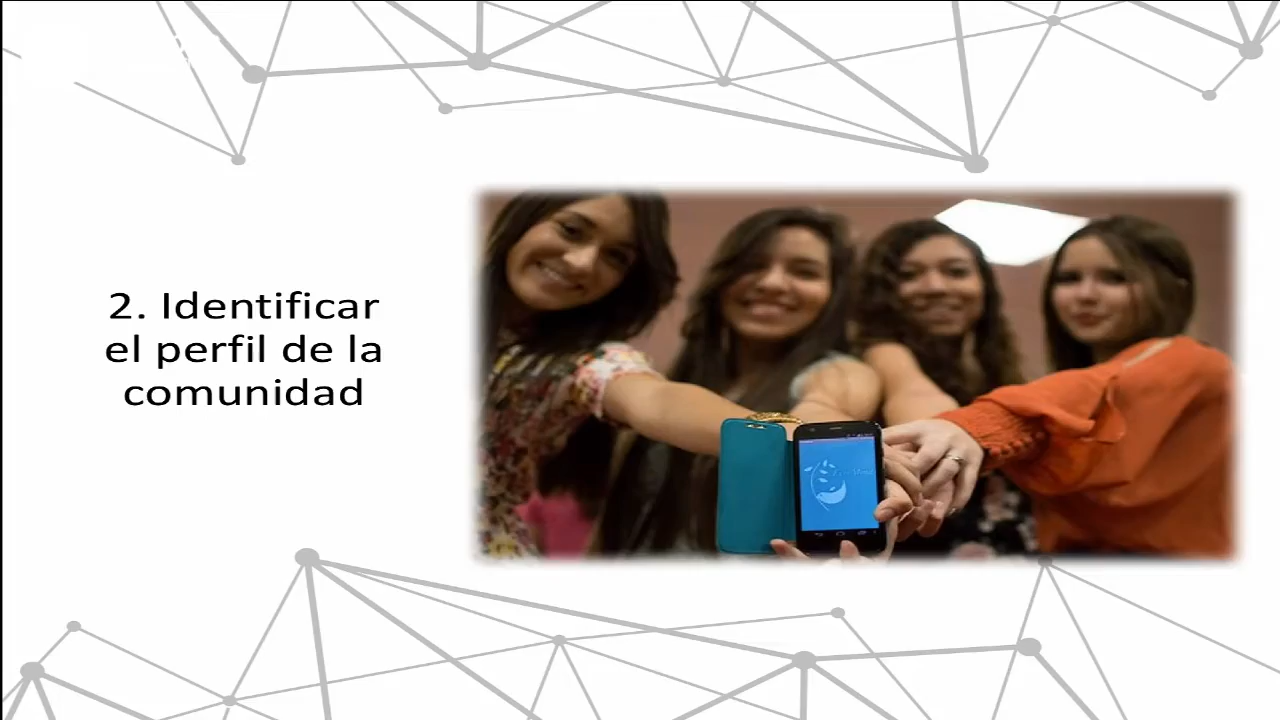 2. Identificar
el perfil de la
comunidad